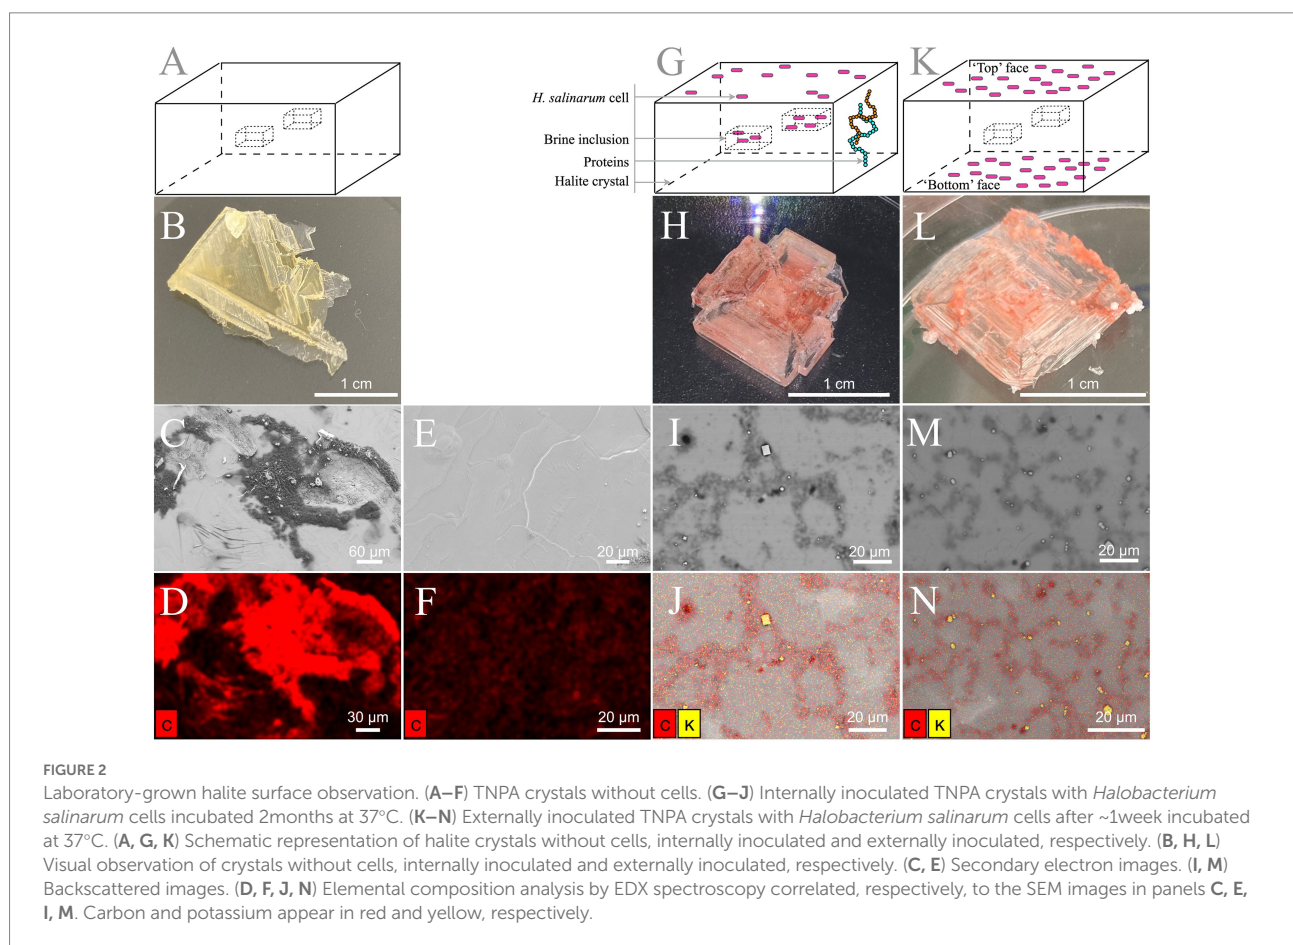 A
G
K
'Top' face
H. salinarum cell
Brine inclusion
Proteins
Halite crystal
'Bottom' face
B
1 cm
H
1 cm
L
1 cm
C
60 µm
E
20 µm
I
20 µm
M
20 µm
D
C
30 µm
F
C
20 µm
J
C K
20 µm
N
C K
20 µm
FIGURE 2
Laboratory-grown halite surface observation. (A–F) TNPA crystals without cells. (G–J) Internally inoculated TNPA crystals with Halobacterium
salinarum cells incubated 2months at 37°C. (K–N) Externally inoculated TNPA crystals with Halobacterium salinarum cells after ~1week incubated
at 37°C. (A, G, K) Schematic representation of halite crystals without cells, internally inoculated and externally inoculated, respectively. (B, H, L)
Visual observation of crystals without cells, internally inoculated and externally inoculated, respectively. (C, E) Secondary electron images. (I, M)
Backscattered images. (D, F, J, N) Elemental composition analysis by EDX spectroscopy correlated, respectively, to the SEM images in panels C, E,
I, M. Carbon and potassium appear in red and yellow, respectively.